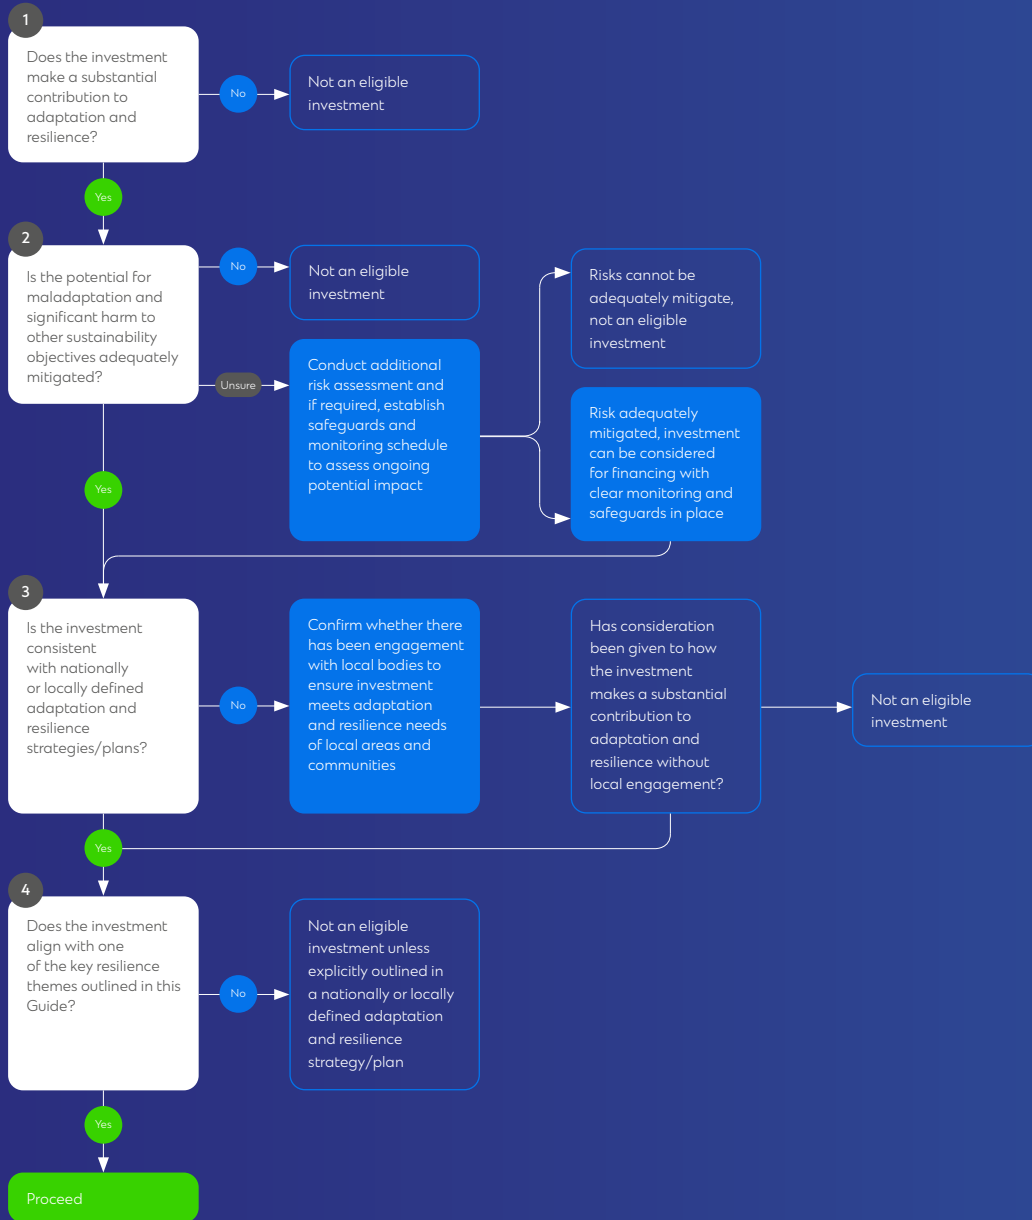 1
Does the investment
make a substantial
contribution to
adaptation and
resilience?
No
Not an eligible
investment
Yes
2
Is the potential for
maladaptation and
significant harm to
other sustainability
objectives adequately
mitigated?
No
Not an eligible
investment
Unsure
Conduct additional
risk assessment and
if required, establish
safeguards and
monitoring schedule
to assess ongoing
potential impact
Risks cannot be
adequately mitigate,
not an eligible
investment
Risk adequately
mitigated, investment
can be considered
for financing with
clear monitoring and
safeguards in place
Yes
3
Is the investment
consistent
with nationally
or locally defined
adaptation and
resilience
strategies/plans?
No
Confirm whether there
has been engagement
with local bodies to
ensure investment
meets adaptation
and resilience needs
of local areas and
communities
Has consideration
been given to how
the investment
makes a substantial
contribution to
adaptation and
resilience without
local engagement?
Not an eligible
investment
Yes
4
Does the investment
align with one
of the key resilience
themes outlined in this
Guide?
No
Not an eligible
investment unless
explicitly outlined in
a nationally or locally
defined adaptation
and resilience
strategy/plan
Yes
Proceed